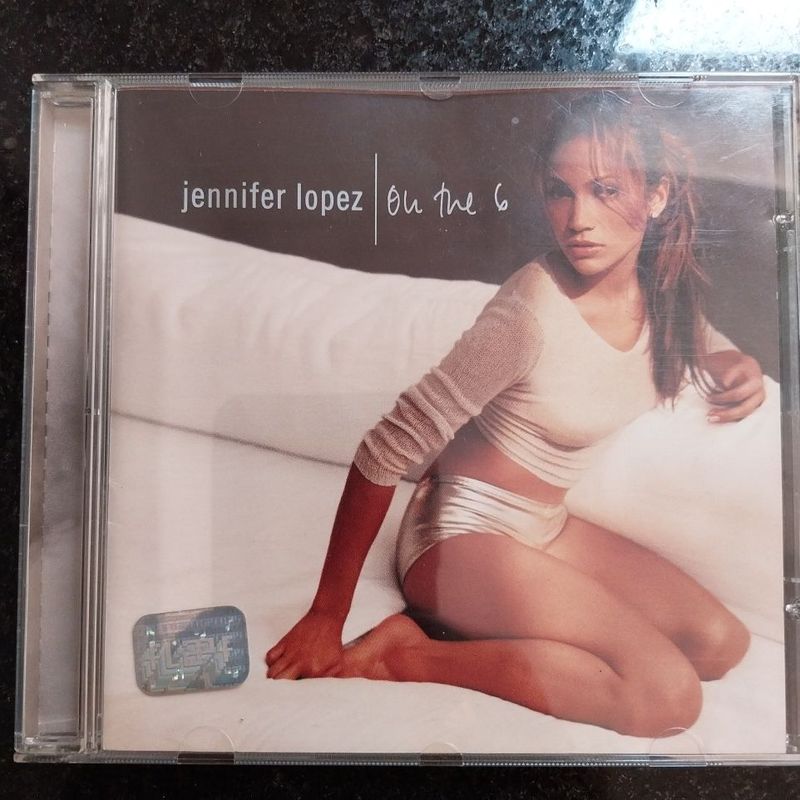 jennifer lopez | on the 6